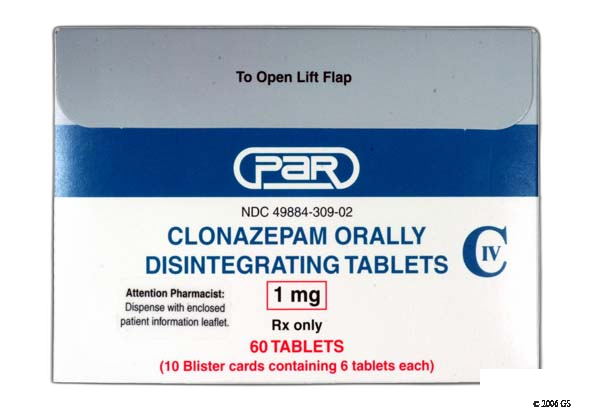 To Open Lift Flap
PAR
NDC 49884-309-02
CLONAZEPAM ORALLY
DISINTEGRATING TABLETS
C IV
1 mg
Attention Pharmacist:
Dispense with enclosed
patient information leaflet.
Rx only
60 TABLETS
(10 Blister cards containing 6 tablets each)
© 2006 GS